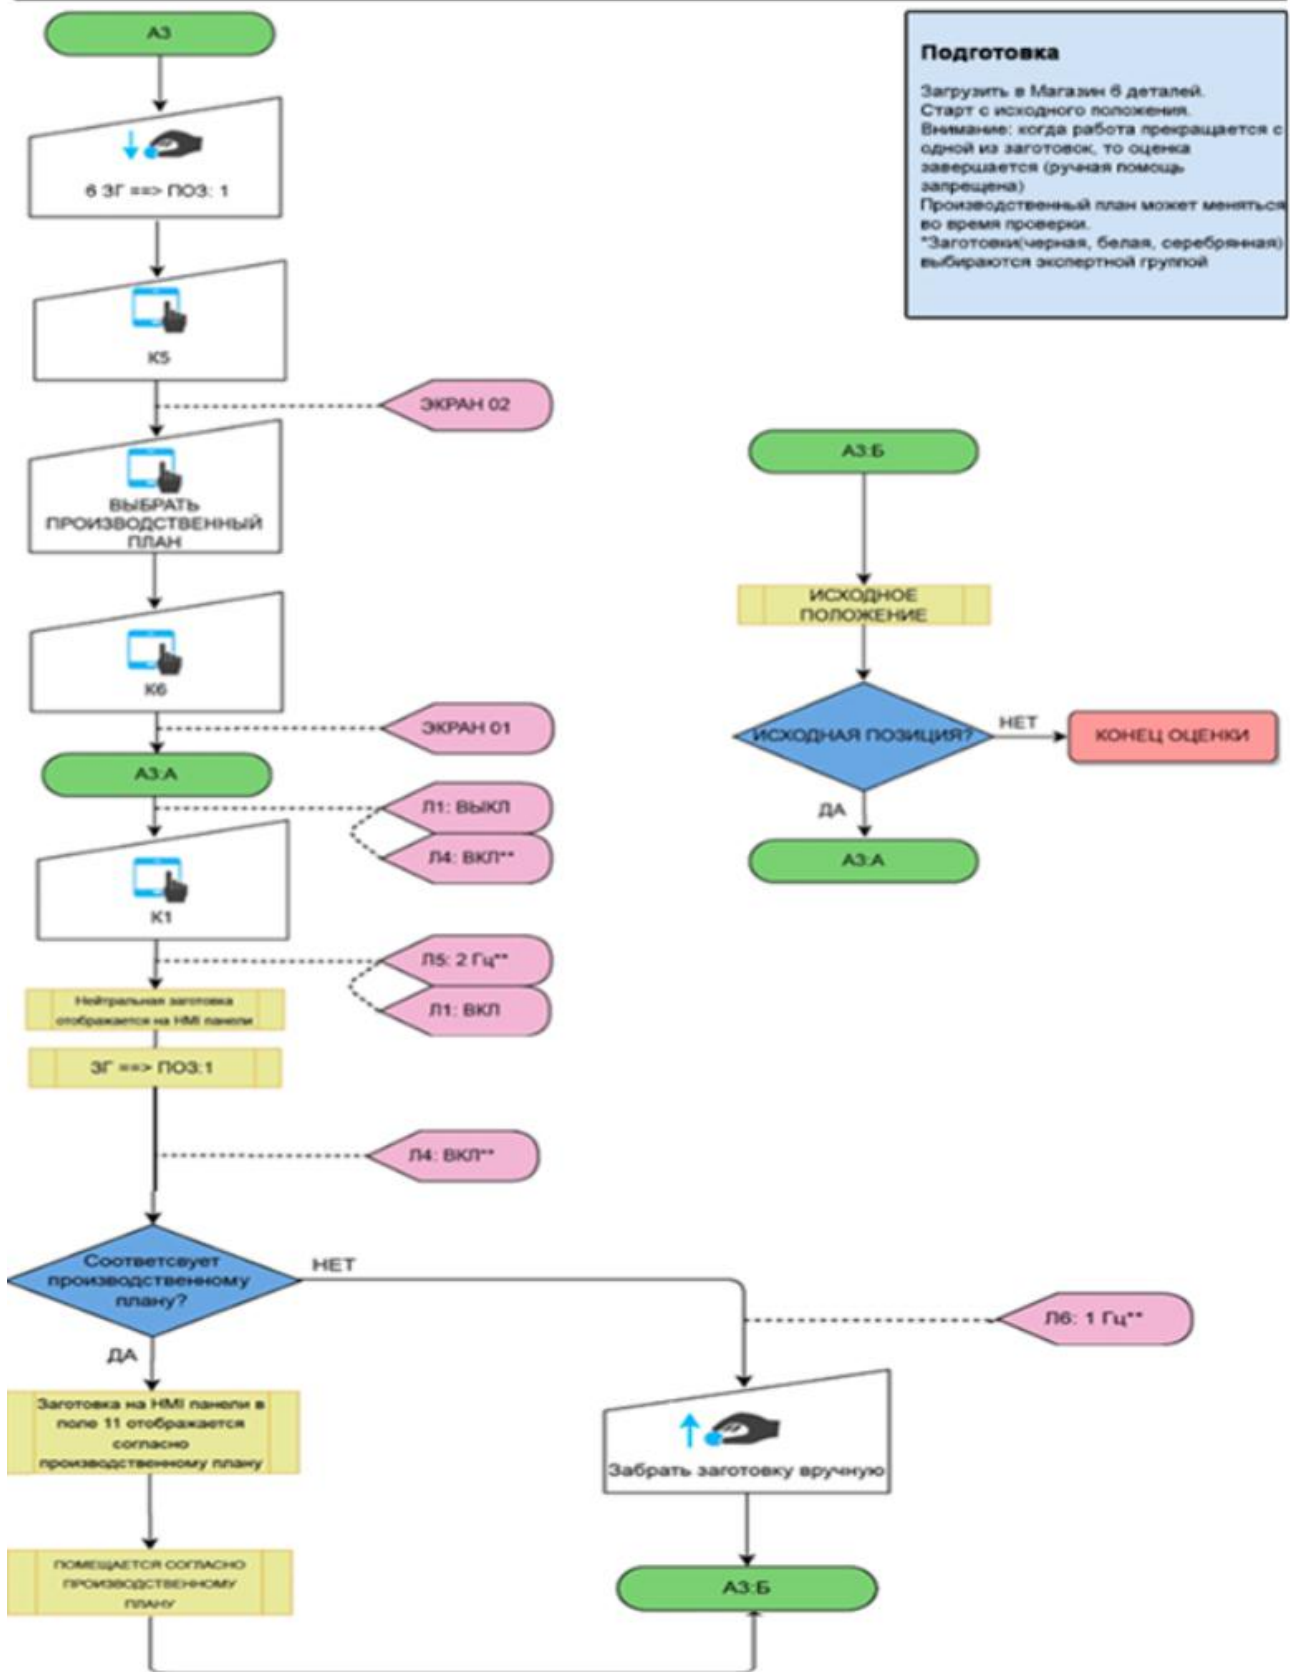 А3
Подготовка
Загрузить в Магазин 6 деталей.
Старт с исходного положения.
Внимание: когда работа прекращается с
одной из заготовок, то оценка
завершается (ручная помощь
запрещена)
Производственный план может меняться
во время проверки.
*Заготовки(черная, белая, серебрянная)
выбираются экспертной группой
6 ЗГ ==> ПОЗ: 1
К5
ЭКРАН 02
ВЫБРАТЬ
ПРОИЗВОДСТВЕННЫЙ
ПЛАН
К6
ЭКРАН 01
А3:А
Л1: ВЫКЛ
Л4: ВКЛ**
К1
Л5: 2 Гц**
Л1: ВКЛ
Нейтральная заготовка
отображается на HMI панели
ЗГ ==> ПОЗ:1
Л4: ВКЛ**
Соответсвует
производственному
плану?
НЕТ
ДА
Л6: 1 Гц**
Заготовка на HMI панели в
поле 11 отображается
согласно
производственному плану
Забрать заготовку вручную
ПОМЕЩАЕТСЯ СОГЛАСНО
ПРОИЗВОДСТВЕННОМУ
ПЛАНУ
А3:Б
А3:Б
ИСХОДНОЕ
ПОЛОЖЕНИЕ
ИСХОДНАЯ ПОЗИЦИЯ?
НЕТ
КОНЕЦ ОЦЕНКИ
ДА
А3:А